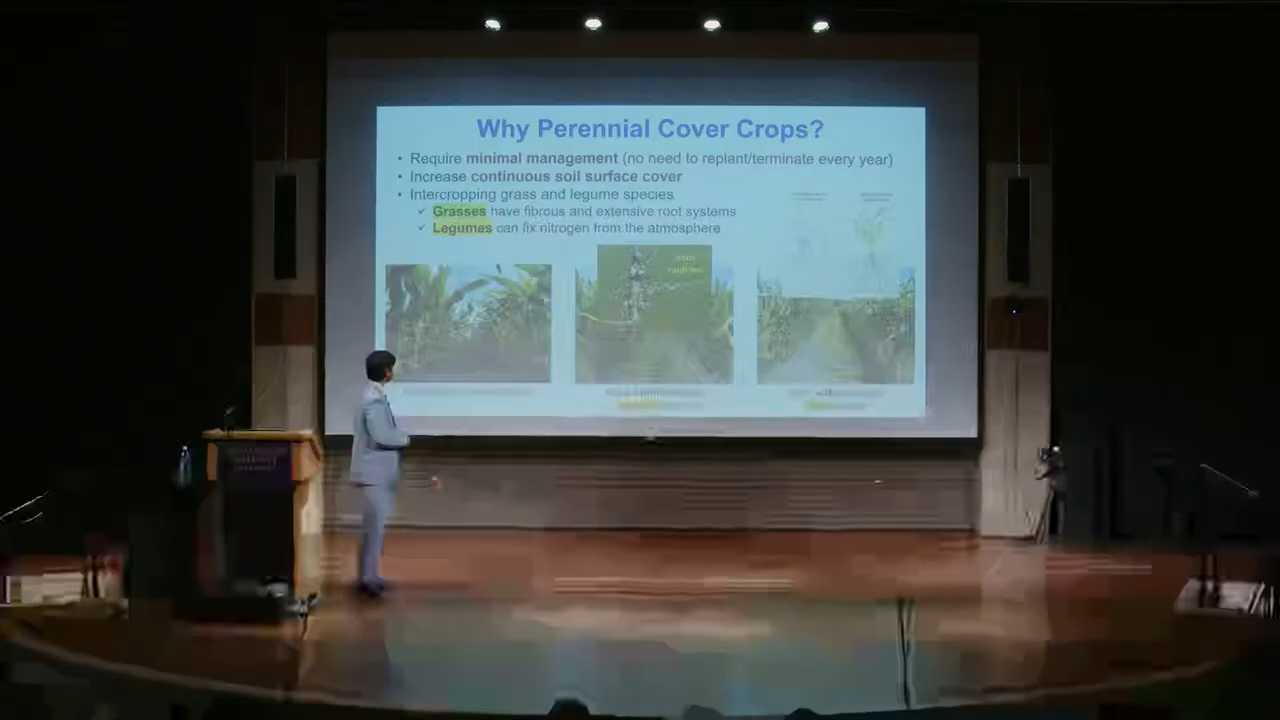 Why Perennial Cover Crops?
• Require minimal management (no need to replant/terminate every year)
• Increase continuous soil surface cover
• Intercropping grass and legume species
✓ Grasses have fibrous and extensive root systems
✓ Legumes can fix nitrogen from the atmosphere